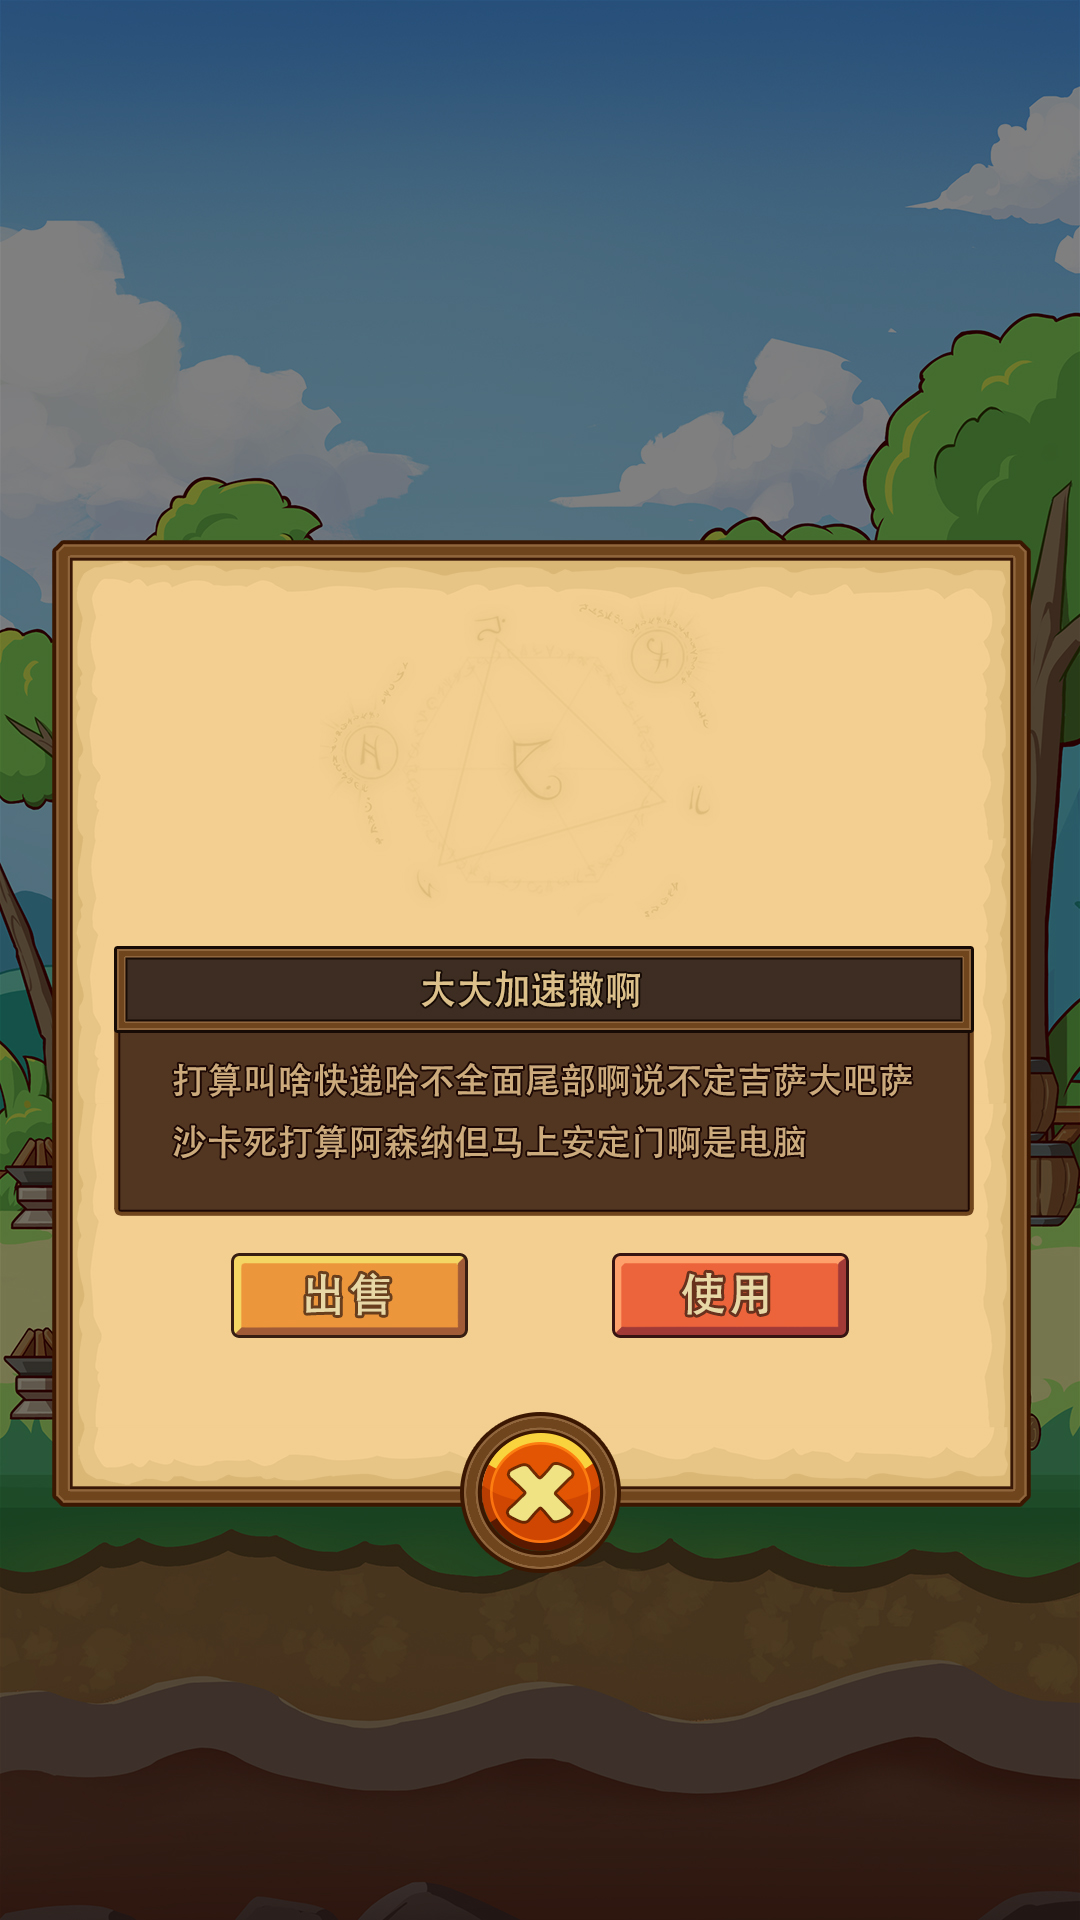 大大加速撒啊
打算叫啥快递哈不全面尾部啊说不定吉萨大吧萨
沙卡死打算阿森纳但马上安定门啊是电脑
出售
使用